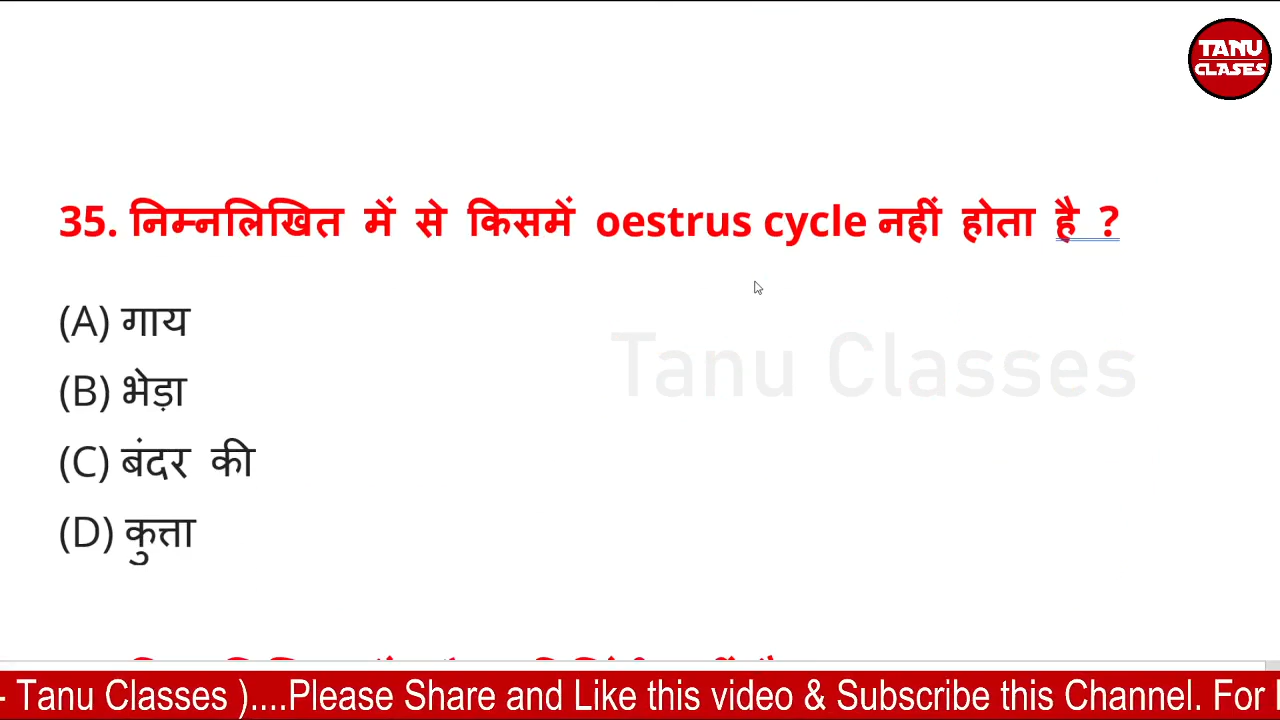 TANU
CLASES
35. निम्नलिखित में से किसमें oestrus cycle नहीं होता है ?
(A) गाय
Tanu Classes
(B) भेड़ा
(C) बंदर की
(D) कुत्ता
- Tanu Classes )....Please Share and Like this video & Subscribe this Channel. For